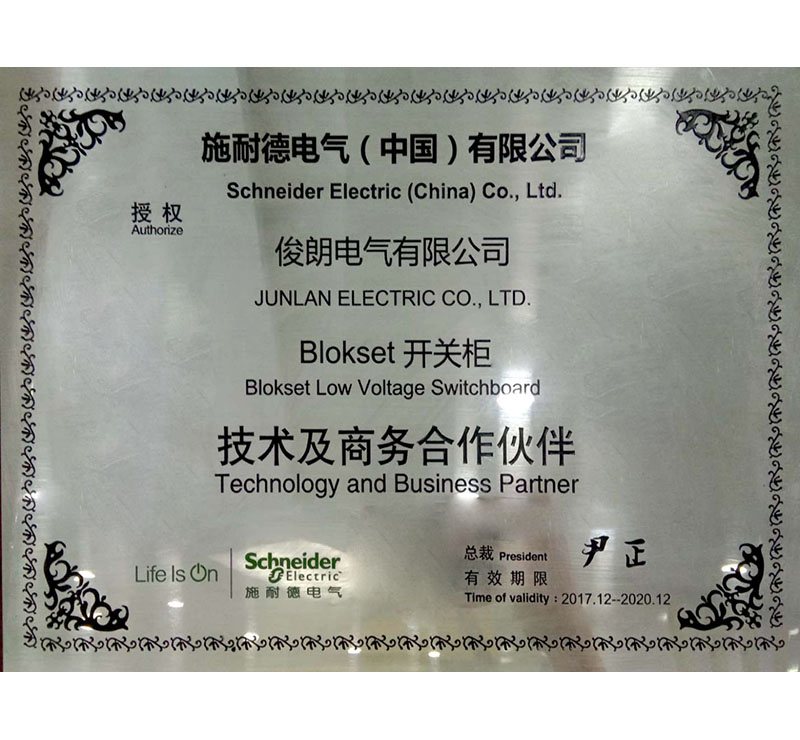 施耐德电气（中国）有限公司
Schneider Electric (China) Co., Ltd.
授权
Authorize
俊朗电气有限公司
JUNLAN ELECTRIC CO., LTD.
Blokset 开关柜
Blokset Low Voltage Switchboard
技术及商务合作伙伴
Technology and Business Partner
Life Is On
Schneider
Electric
施耐德电气
总裁 President 尹正
有效期限
Time of validity : 2017.12--2020.12